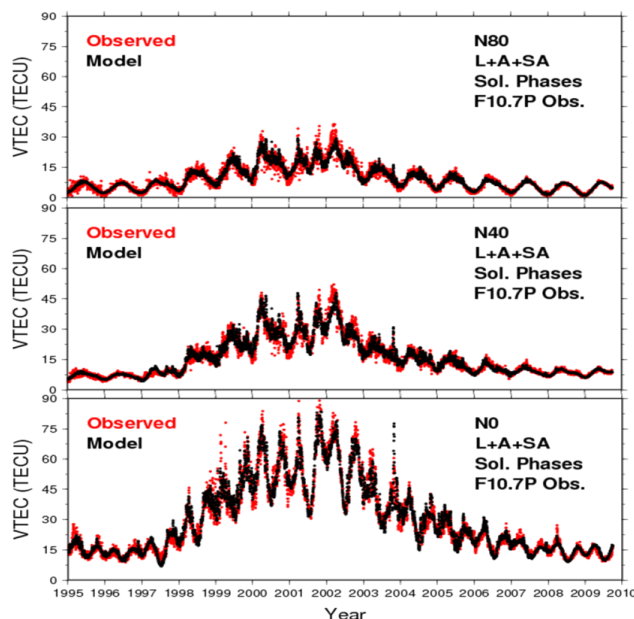 90
75
60
45
30
15
0
VTEC (TECU)
Observed
Model
N80
L+A+SA
Sol. Phases
F10.7P Obs.
90
75
60
45
30
15
0
VTEC (TECU)
Observed
Model
N40
L+A+SA
Sol. Phases
F10.7P Obs.
90
75
60
45
30
15
0
VTEC (TECU)
Observed
Model
N0
L+A+SA
Sol. Phases
F10.7P Obs.
1995 1996 1997 1998 1999 2000 2001 2002 2003 2004 2005 2006 2007 2008 2009 2010
Year